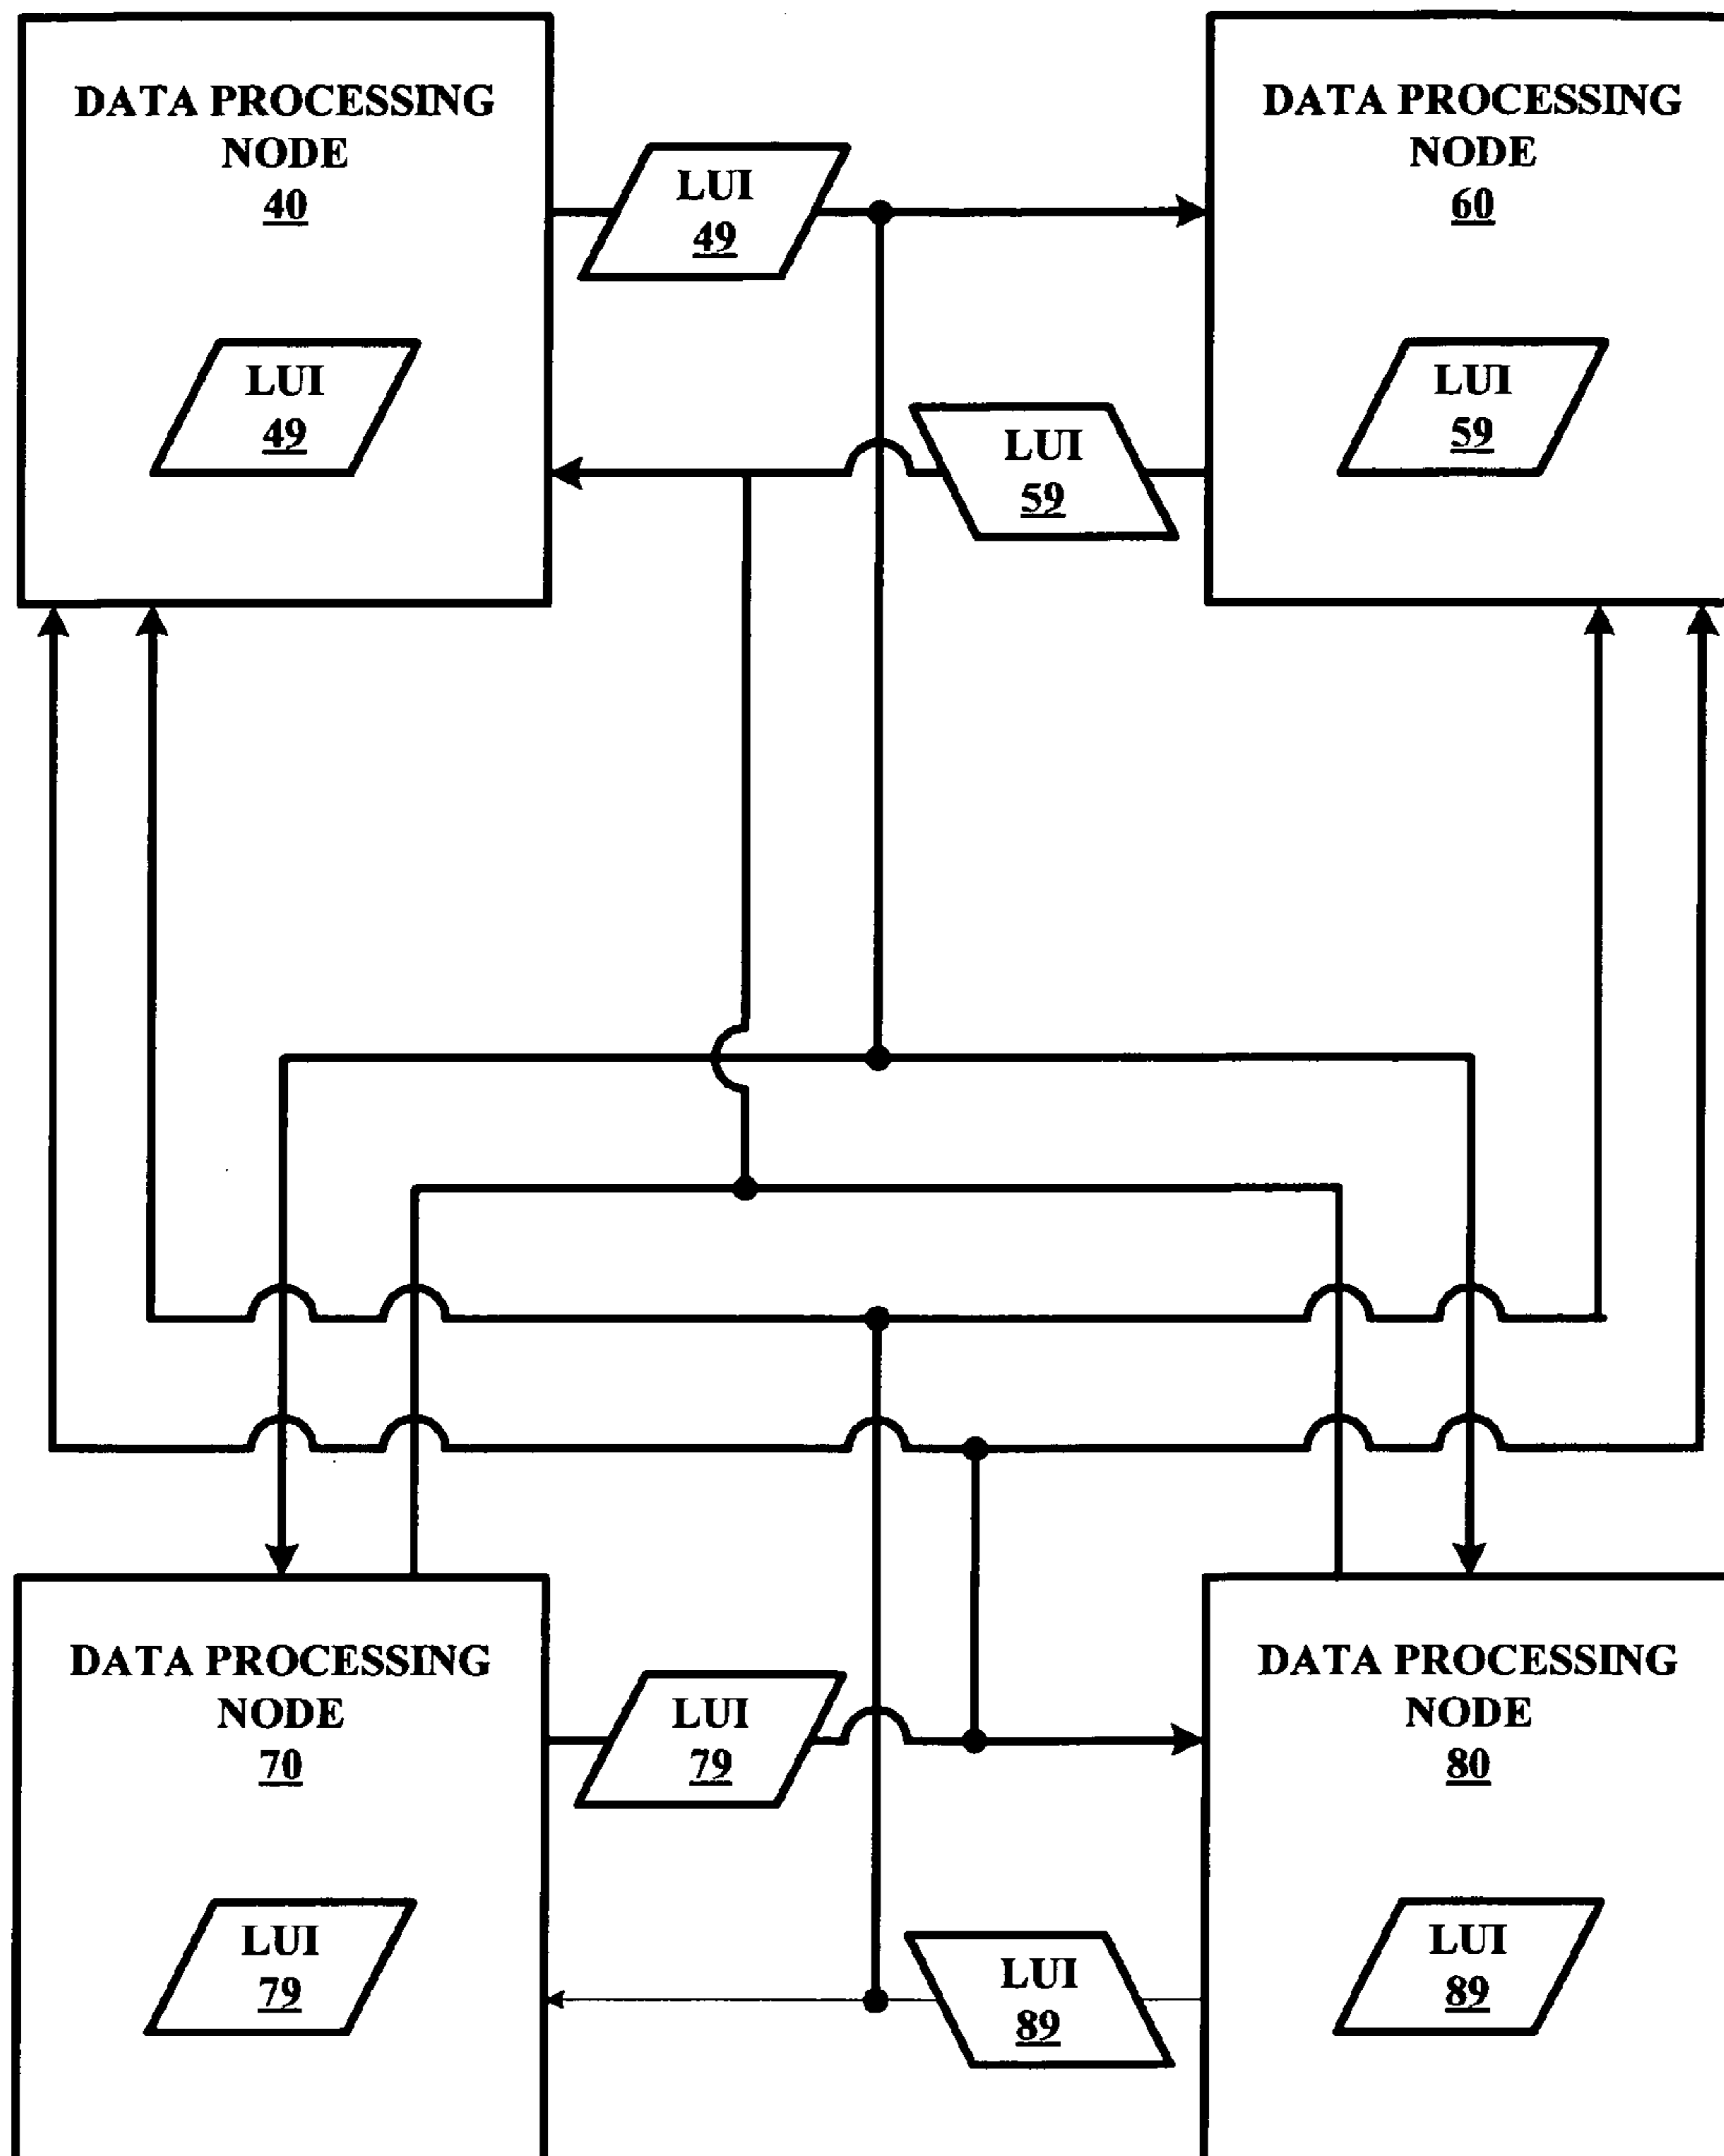 DATA PROCESSING
NODE
40
LUI
49
LUI
49
DATA PROCESSING
NODE
60
LUI
59
LUI
59
DATA PROCESSING
NODE
70
LUI
79
LUI
79
DATA PROCESSING
NODE
80
LUI
89
LUI
89